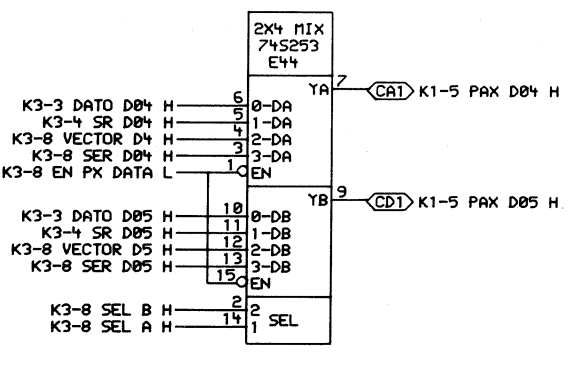 2X4 MIX
74S253
E44
K3-3 DATO D04 H 6 0-DA YA 7 CA1 K1-5 PAX D04 H
K3-4 SR D04 H 5 1-DA
K3-8 VECTOR D4 H 4 2-DA
K3-8 SER D04 H 3 3-DA
K3-8 EN PX DATA L 1 EN
K3-3 DATO D05 H 10 0-DB YB 9 CD1 K1-5 PAX D05 H
K3-4 SR D05 H 11 1-DB
K3-8 VECTOR D5 H 12 2-DB
K3-8 SER D05 H 13 3-DB
15 EN
K3-8 SEL B H 2 2 SEL
K3-8 SEL A H 14 1